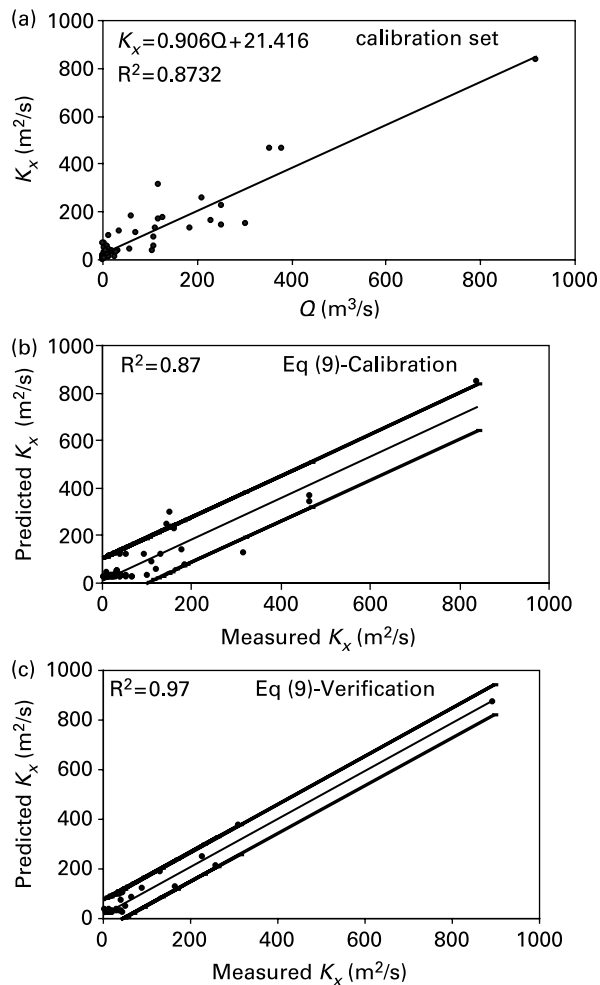 (a)
K_x=0.906Q+21.416
calibration set
R²=0.8732
1000
800
600
400
200
0
K_x (m²/s)
0 200 400 600 800 1000
Q (m³/s)
(b)
R²=0.87
Eq (9)-Calibration
1000
800
600
400
200
0
Predicted K_x (m²/s)
0 200 400 600 800 1000
Measured K_x (m²/s)
(c)
R²=0.97
Eq (9)-Verification
1000
800
600
400
200
0
Predicted K_x (m²/s)
0 200 400 600 800 1000
Measured K_x (m²/s)